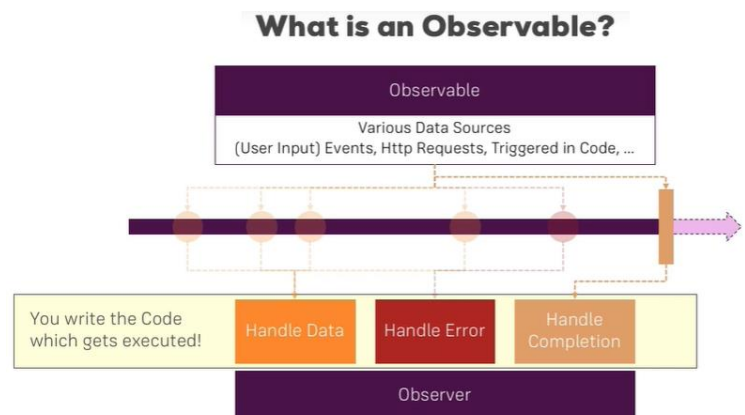 What is an Observable?
Observable
Various Data Sources
(User Input) Events, Http Requests, Triggered in Code, ...
You write the Code
which gets executed!
Handle Data
Handle Error
Handle
Completion
Observer